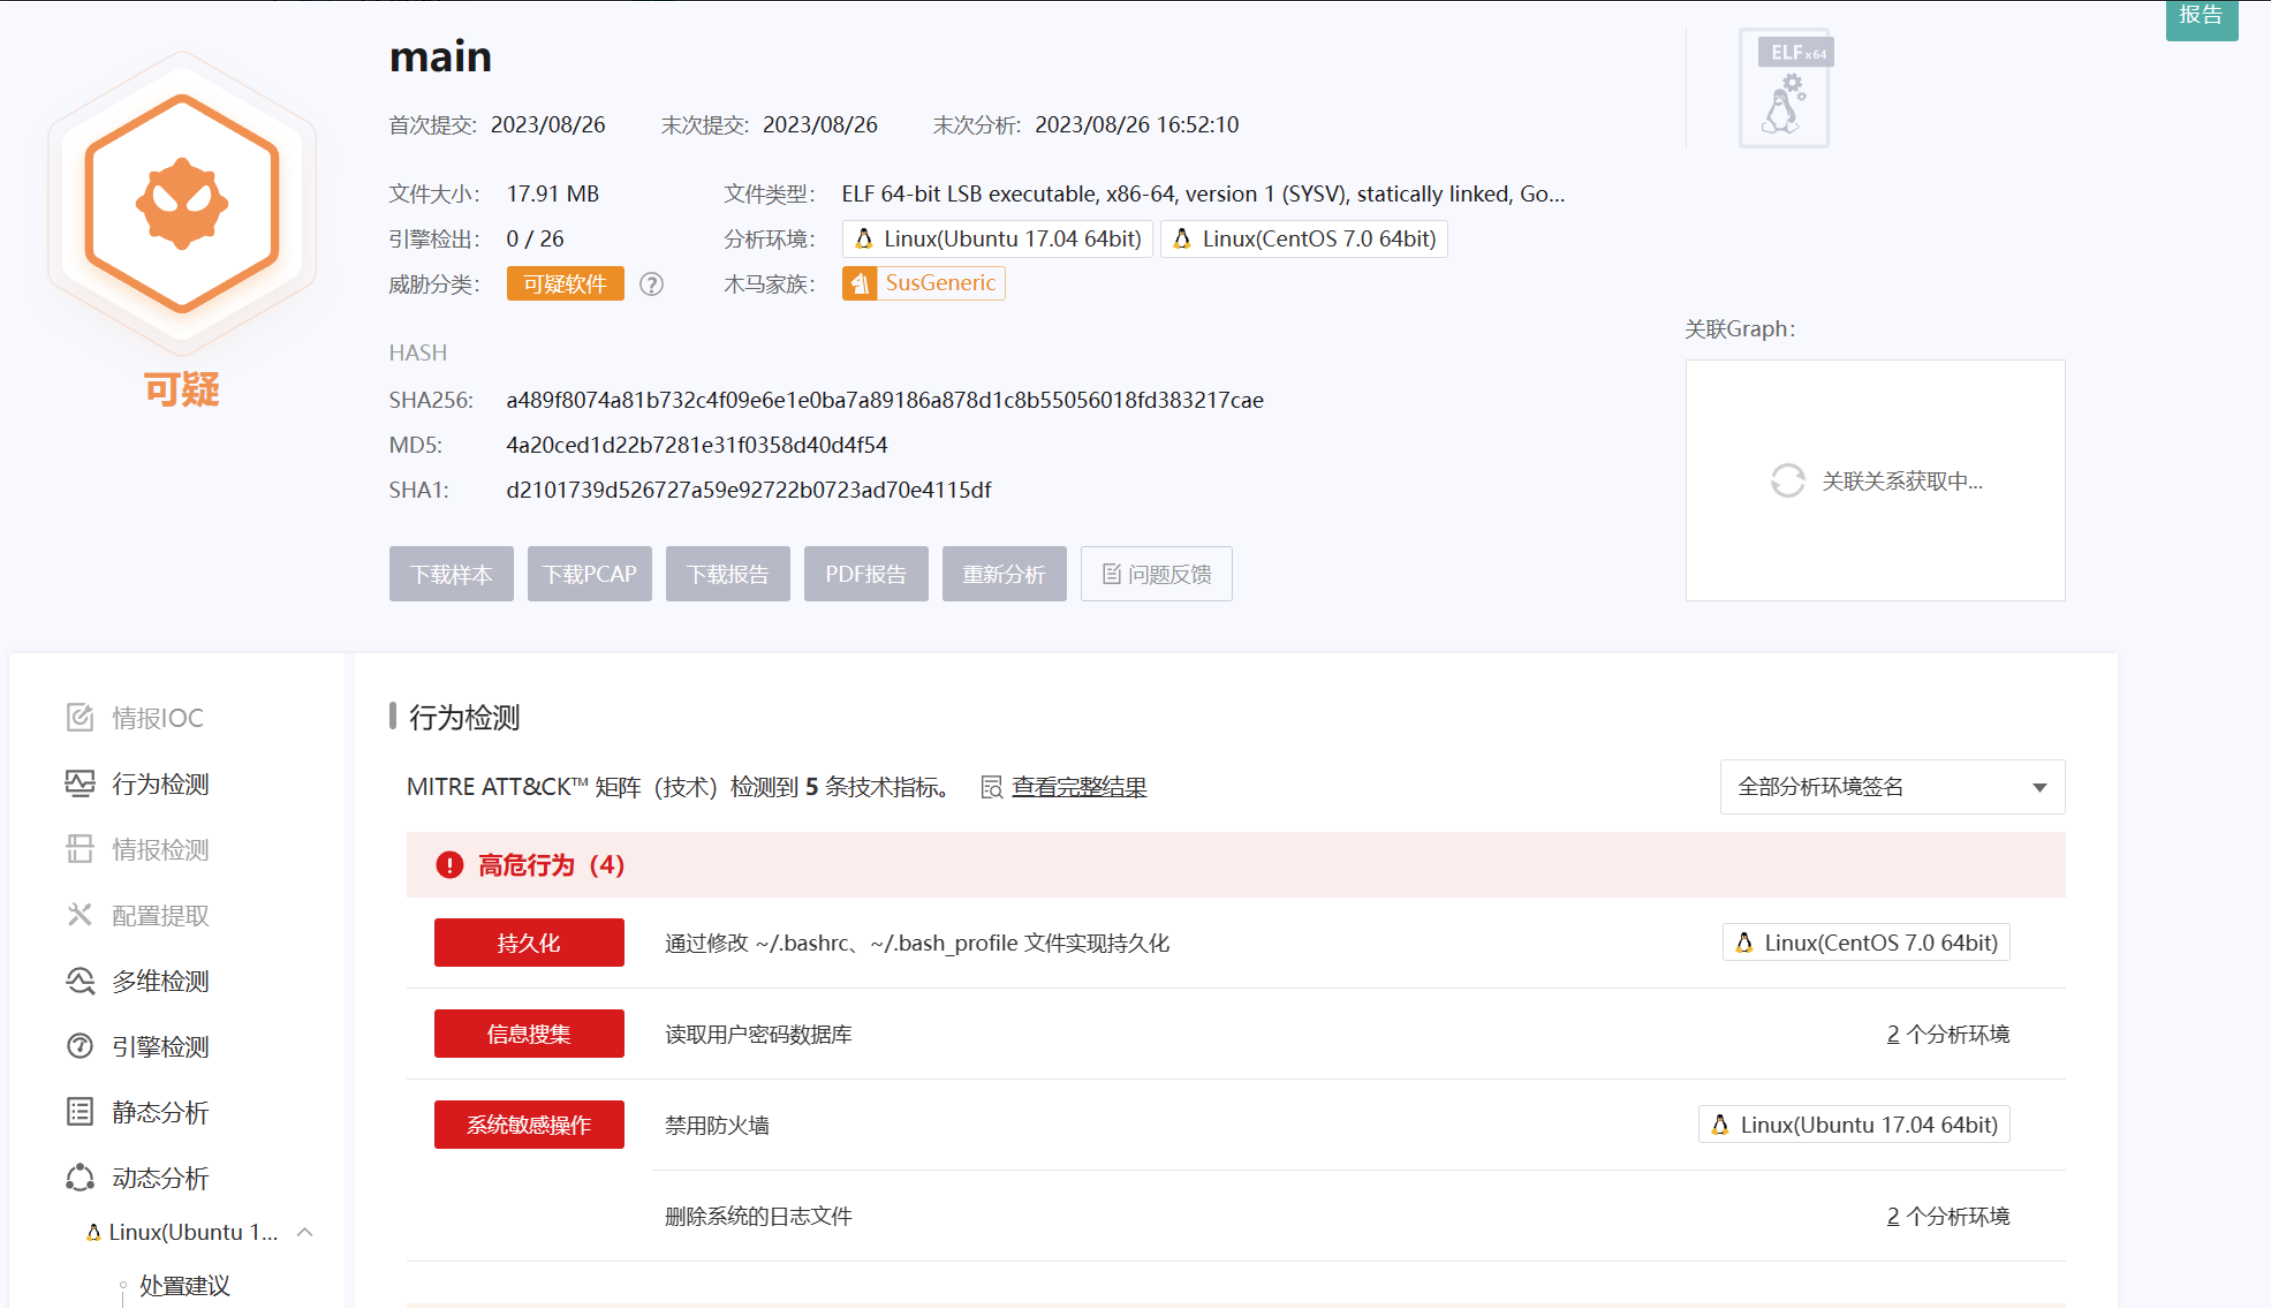 报告
main
ELF x64
首次提交: 2023/08/26 末次提交: 2023/08/26 末次分析: 2023/08/26 16:52:10
文件大小: 17.91 MB 文件类型: ELF 64-bit LSB executable, x86-64, version 1 (SYSV), statically linked, Go...
引擎检出: 0 / 26 分析环境: Linux(Ubuntu 17.04 64bit) Linux(CentOS 7.0 64bit)
威胁分类: 可疑软件 ? 木马家族: SusGeneric
可疑
HASH
SHA256: a489f8074a81b732c4f09e6e1e0ba7a89186a878d1c8b55056018fd383217cae
MD5: 4a20ced1d22b7281e31f0358d40d4f54
SHA1: d2101739d526727a59e92722b0723ad70e4115df
关联Graph:
关联关系获取中...
下载样本 下载PCAP 下载报告 PDF报告 重新分析 问题反馈
情报IOC
行为检测
情报检测
配置提取
多维检测
引擎检测
静态分析
动态分析
Linux(Ubuntu 1...
处置建议
行为检测
MITRE ATT&CK™ 矩阵（技术）检测到 5 条技术指标。 查看完整结果
全部分析环境签名
高危行为（4）
持久化 通过修改 ~/.bashrc、~/.bash_profile 文件实现持久化 Linux(CentOS 7.0 64bit)
信息搜集 读取用户密码数据库 2 个分析环境
系统敏感操作 禁用防火墙 Linux(Ubuntu 17.04 64bit)
删除系统的日志文件 2 个分析环境